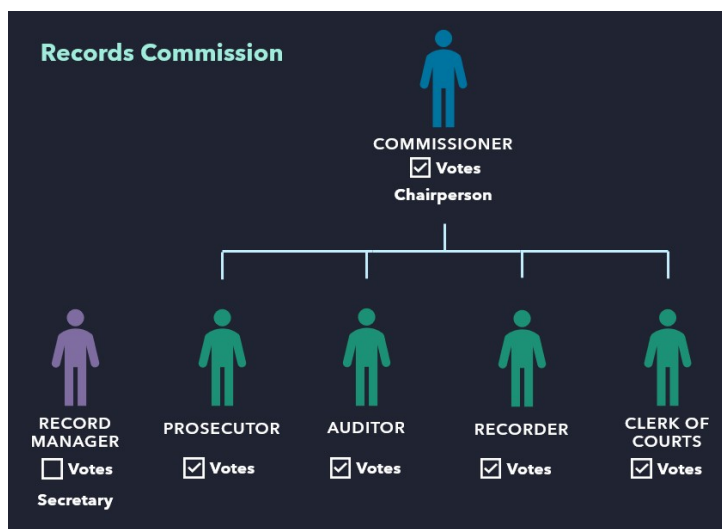 Records Commission
COMMISSIONER
Votes
Chairperson
RECORD
MANAGER
Votes
Secretary
PROSECUTOR
Votes
AUDITOR
Votes
RECORDER
Votes
CLERK OF
COURTS
Votes